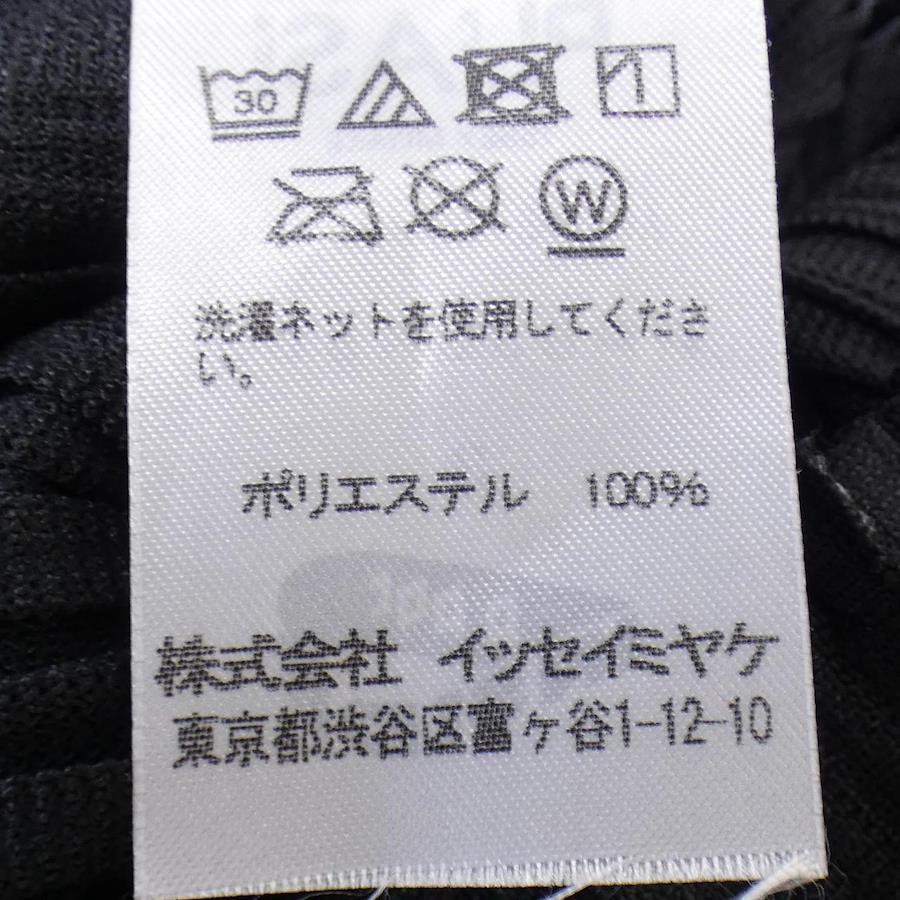 30
W
洗濯ネットを使用してくださ
い。
ポリエステル 100%
株式会社 イッセイミヤケ
東京都渋谷区富ヶ谷1-12-10